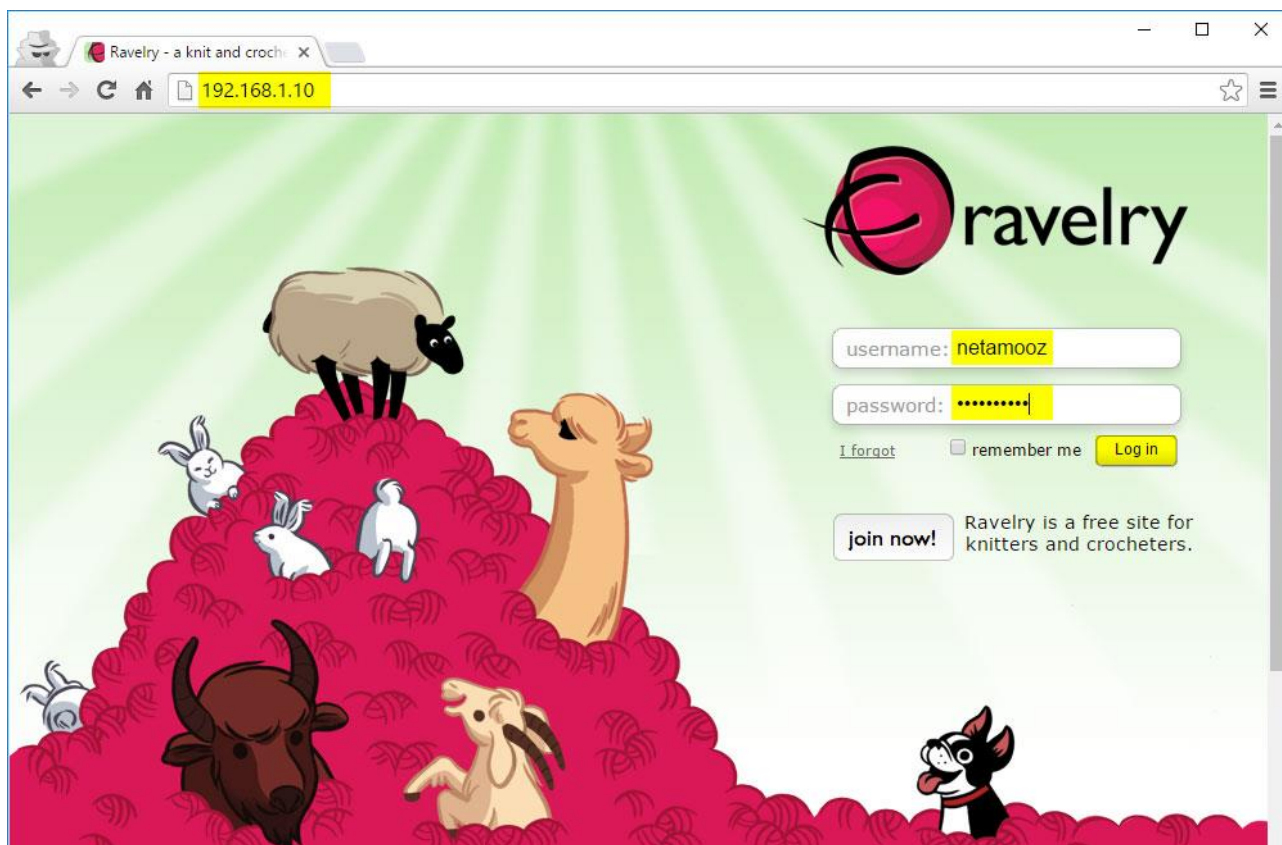 Ravelry - a knit and croch
192.168.1.10
ravelry
username: netamooz
password: ••••••••••
I forgot
remember me
Log in
join now!
Ravelry is a free site for
knitters and crocheters.